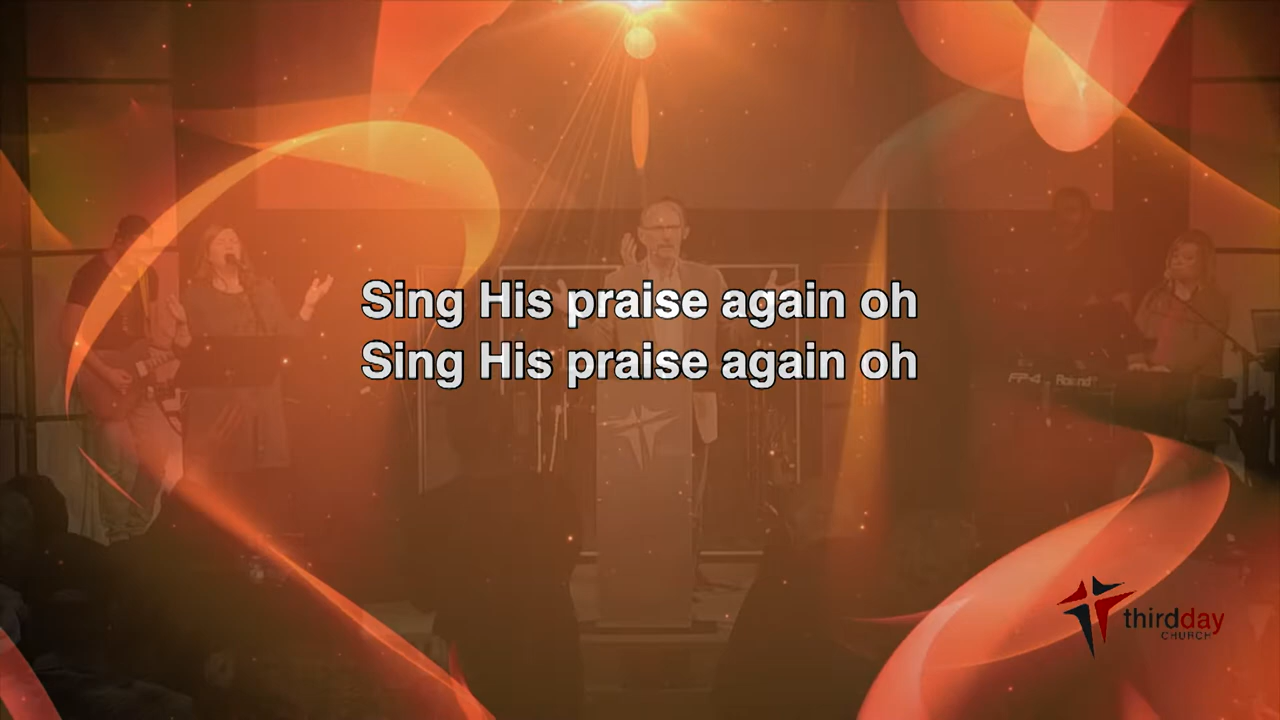 Sing His praise again oh
Sing His praise again oh
FP-4 Roland
thirdday
CHURCH